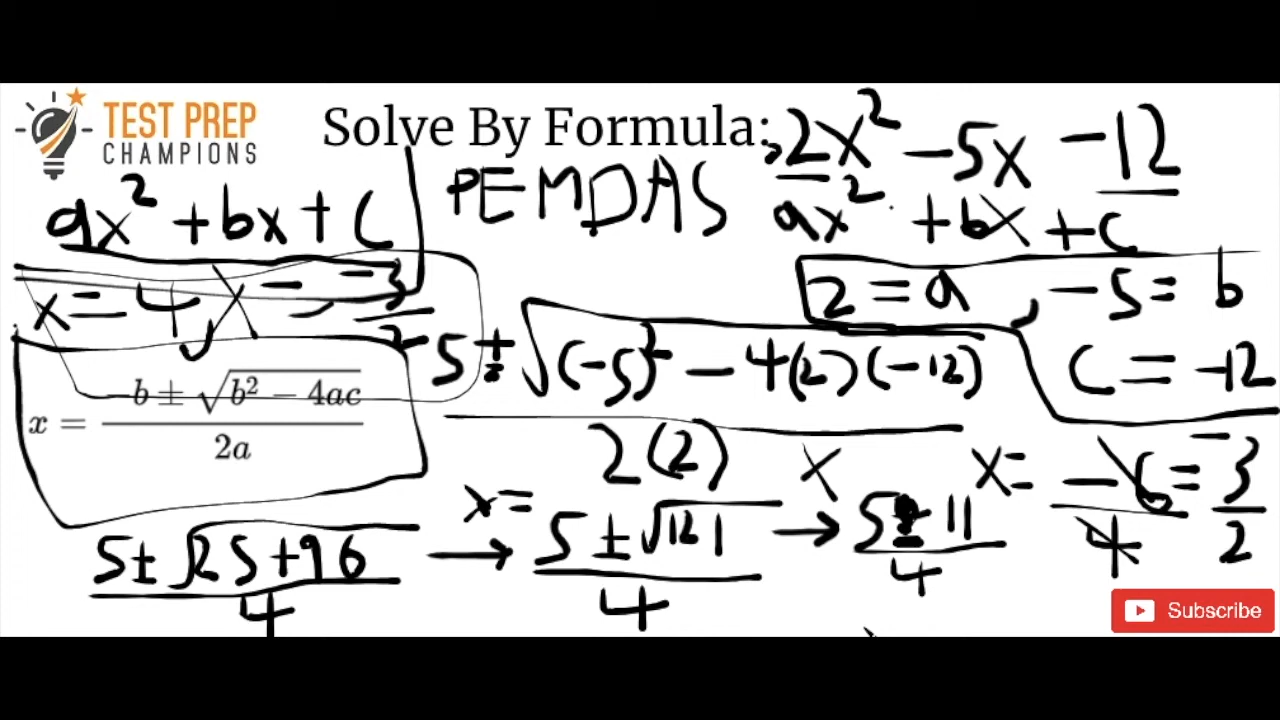 TEST PREP
CHAMPIONS
Solve By Formula:
2x² - 5x - 12
PEMDAS
ax² + bx + c
ax² + bx + c
2 = a, -5 = b
c = -12
x = 4, x = -3/2
x = (-b ± √(b² - 4ac))/2a
5 ± √((-5)² - 4(2)(-12))
2(2)
x
x = -6/4 = -3/2
5 ± √25 + 96
4
→
x = 5 ± √121
4
→
5 ± 11
4
Subscribe